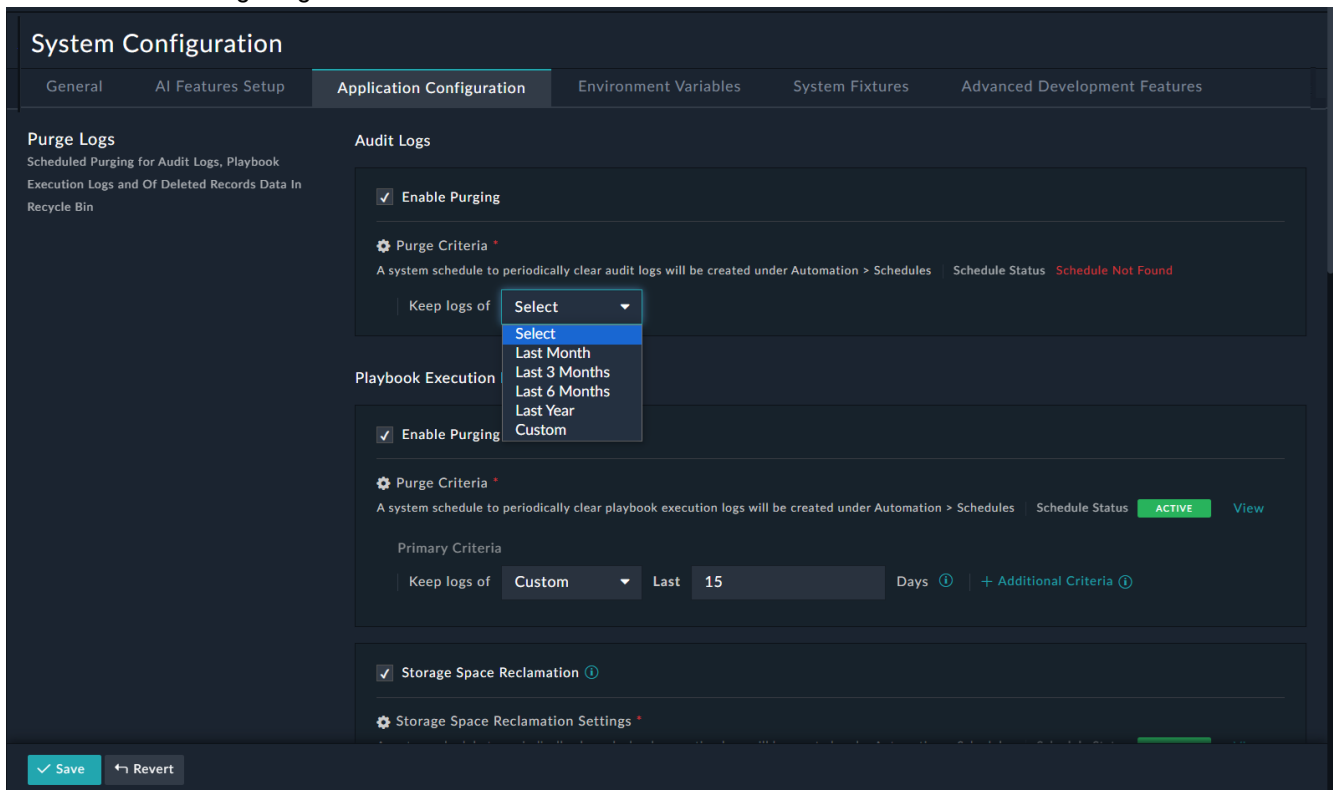 System Configuration
General AI Features Setup Application Configuration Environment Variables System Fixtures Advanced Development Features
Purge Logs
Scheduled Purging for Audit Logs, Playbook
Execution Logs and Of Deleted Records Data In
Recycle Bin
Audit Logs
Enable Purging
Purge Criteria *
A system schedule to periodically clear audit logs will be created under Automation > Schedules Schedule Status Schedule Not Found
Keep logs of Select
Select
Last Month
Last 3 Months
Last 6 Months
Last Year
Custom
Playbook Execution
Enable Purging
Purge Criteria *
A system schedule to periodically clear playbook execution logs will be created under Automation > Schedules Schedule Status ACTIVE View
Primary Criteria
Keep logs of Custom Last 15 Days + Additional Criteria
Storage Space Reclamation
Storage Space Reclamation Settings *
Save Revert